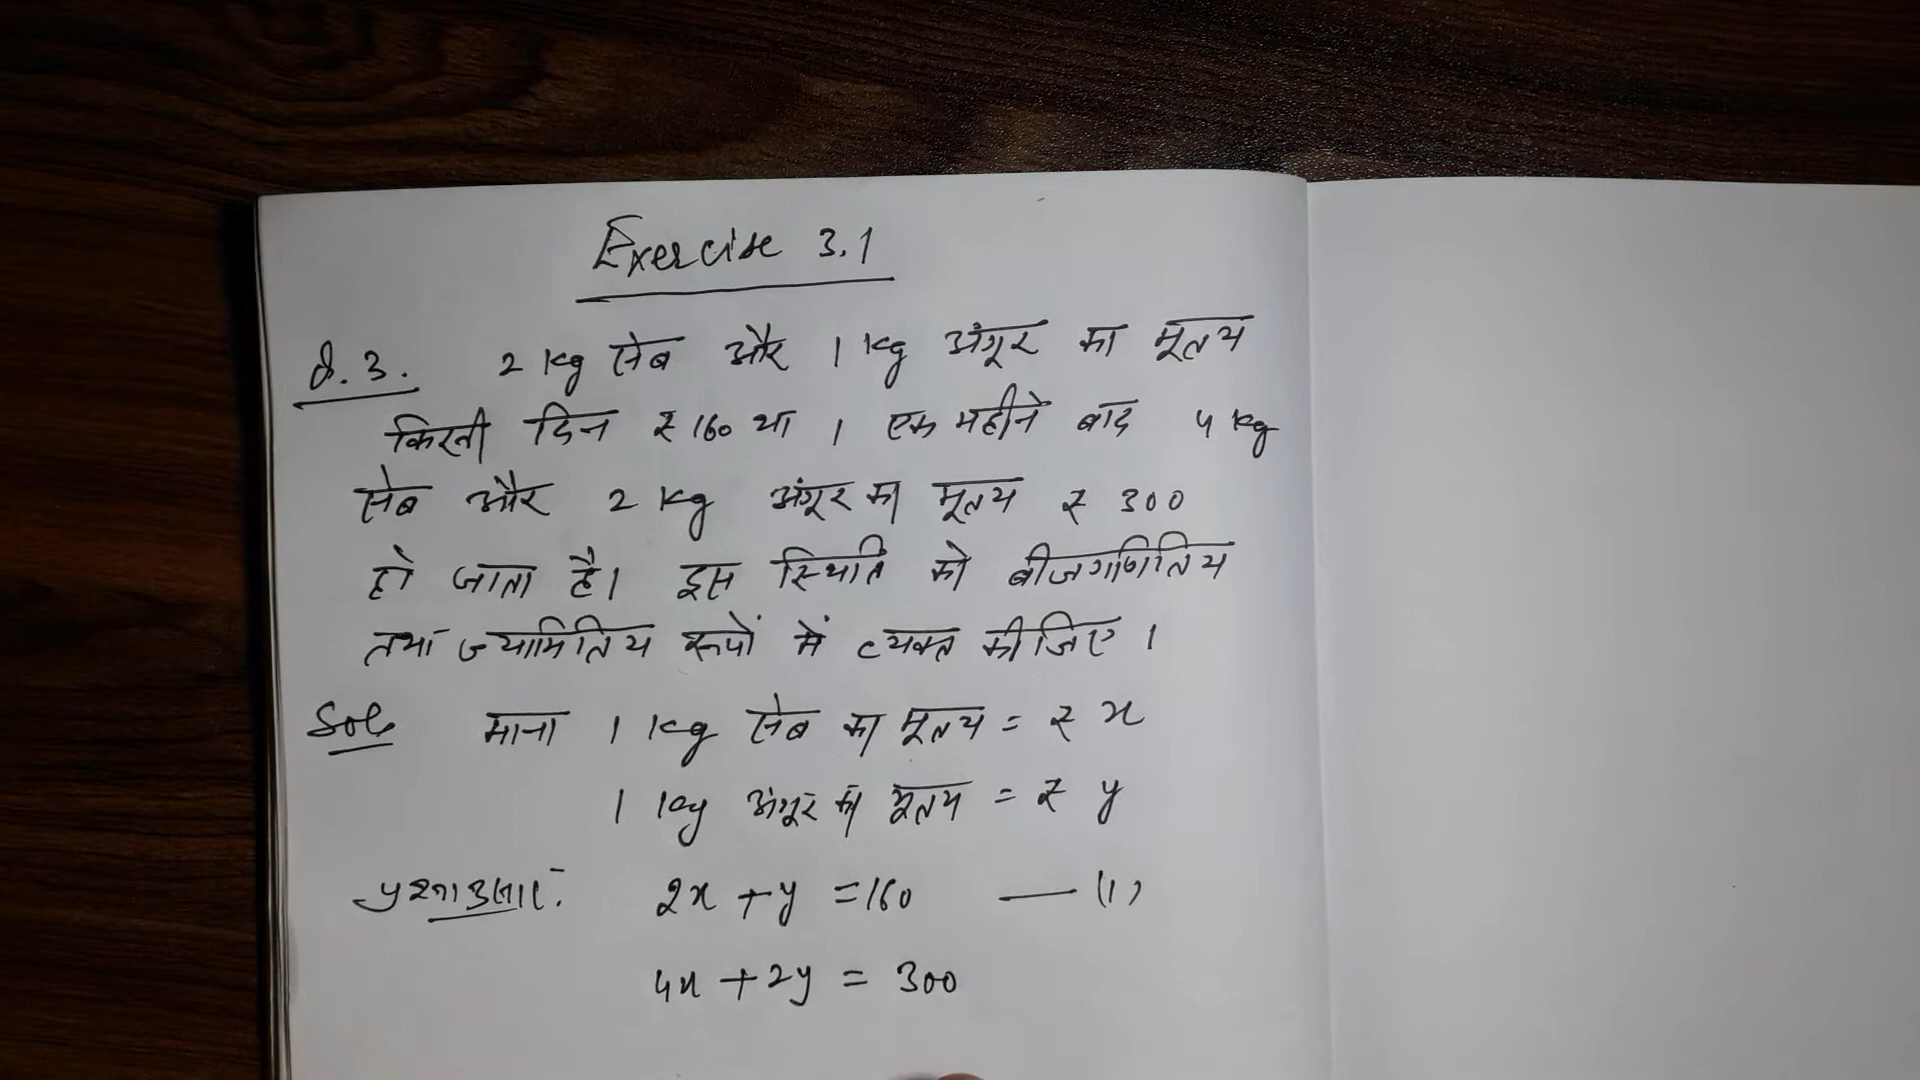 Exercise 3.1
Q.3. 2 kg सेब और 1 kg अंगूर का मूल्य
किसी दिन ₹ 160 था । एक महीने बाद 4 kg
सेब और 2 kg अंगूर का मूल्य ₹ 300
हो जाता है। इस स्थिति को बीजगणितिय
तथा ज्यामितिय रूपों में व्यक्त कीजिए ।
Sol माना 1 kg सेब का मूल्य = ₹ x
1 kg अंगूर का मूल्य = ₹ y
प्रश्नानुसार: 2x + y = 160 — (1)
4x + 2y = 300